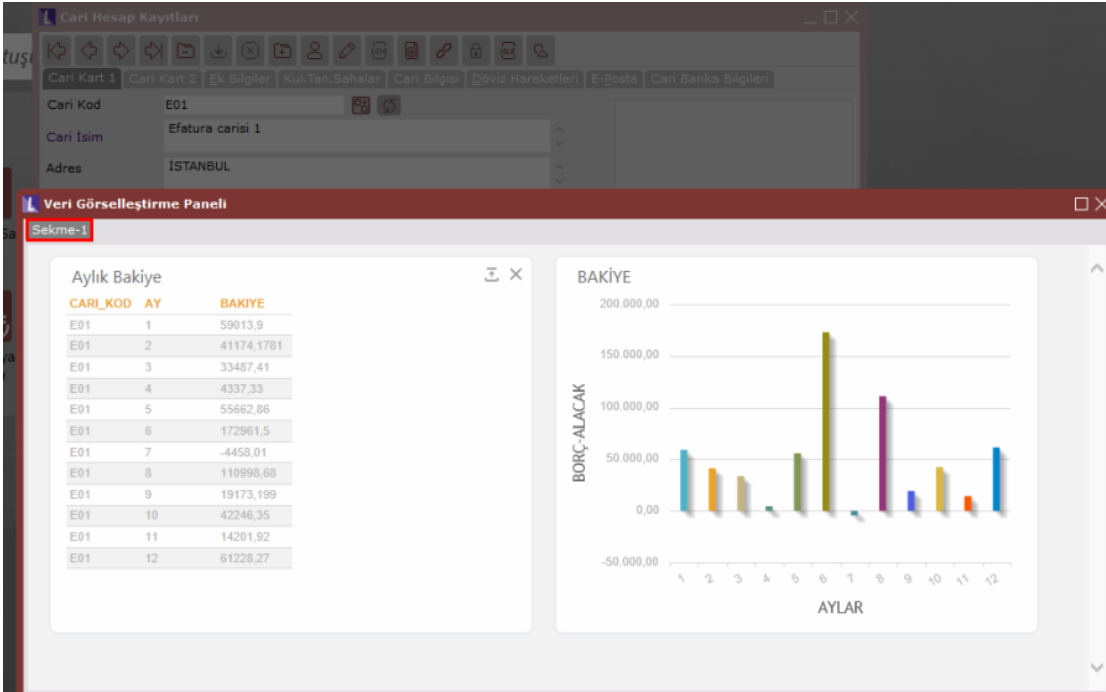 Cari Hesap Kayıtları
Cari Kart 1 Cari Kart 2 Ek Bilgiler Kul.Tan.Sahalar Cari Bilgisi Döviz Hareketleri E-Posta Cari Banka Bilgileri
Cari Kod E01
Cari İsim Efatura carisi 1
Adres İSTANBUL
Veri Görselleştirme Paneli
Sekme-1
Aylık Bakiye
CARI_KOD AY BAKIYE
E01 1 59013,9
E01 2 41174,1781
E01 3 33487,41
E01 4 4337,33
E01 5 55662,86
E01 6 172961,5
E01 7 -4458,01
E01 8 110998,68
E01 9 19173,199
E01 10 42246,35
E01 11 14201,92
E01 12 61228,27
BAKİYE
200.000,00
150.000,00
100.000,00
50.000,00
0,00
-50.000,00
BORÇ-ALACAK
1 2 3 4 5 6 7 8 9 10 11 12
AYLAR